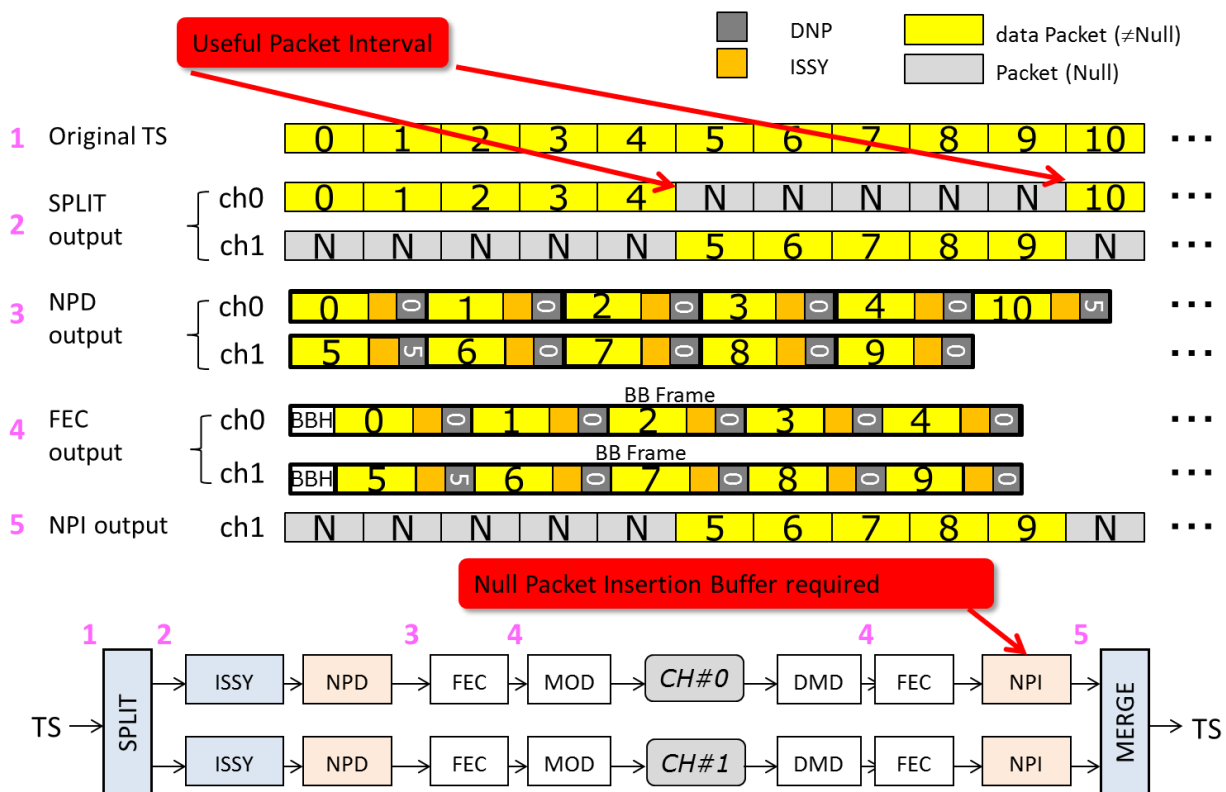 Useful Packet Interval
DNP
data Packet (≠Null)
ISSY
Packet (Null)
1 Original TS 0 1 2 3 4 5 6 7 8 9 10 ...
2 SPLIT output
ch0 0 1 2 3 4 N N N N N 10 ...
ch1 N N N N N 5 6 7 8 9 N ...
3 NPD output
ch0 0 0 1 0 2 0 3 0 4 0 10 5 ...
ch1 5 5 6 0 7 0 8 0 9 0 ...
BB Frame
4 FEC output
ch0 BBH 0 0 1 0 2 0 3 0 4 0 ...
BB Frame
ch1 BBH 5 5 6 0 7 0 8 0 9 0 ...
5 NPI output ch1 N N N N N 5 6 7 8 9 N ...
Null Packet Insertion Buffer required
1 2 3 4 4 5
TS SPLIT ISSY NPD FEC MOD CH#0 DMD FEC NPI MERGE TS
ISSY NPD FEC MOD CH#1 DMD FEC NPI